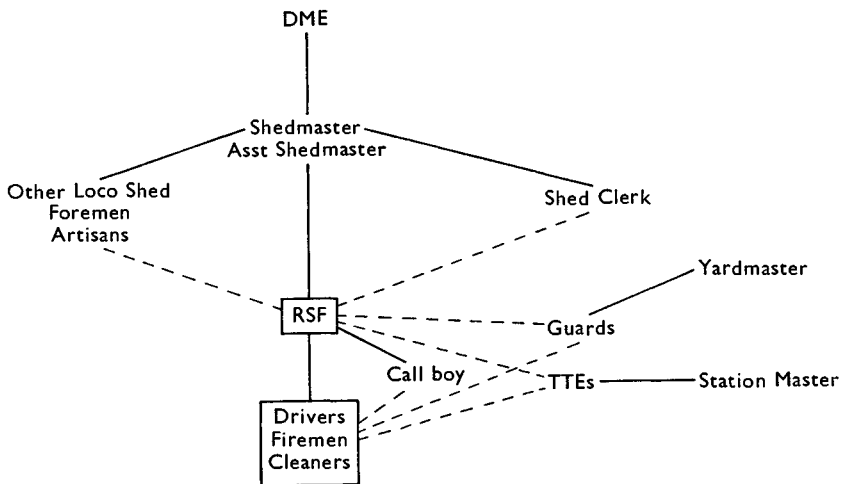 DME
Shedmaster
Asst Shedmaster
Other Loco Shed
Foremen
Artisans
Shed Clerk
Yardmaster
RSF
Guards
Call boy
TTEs
Station Master
Drivers
Firemen
Cleaners